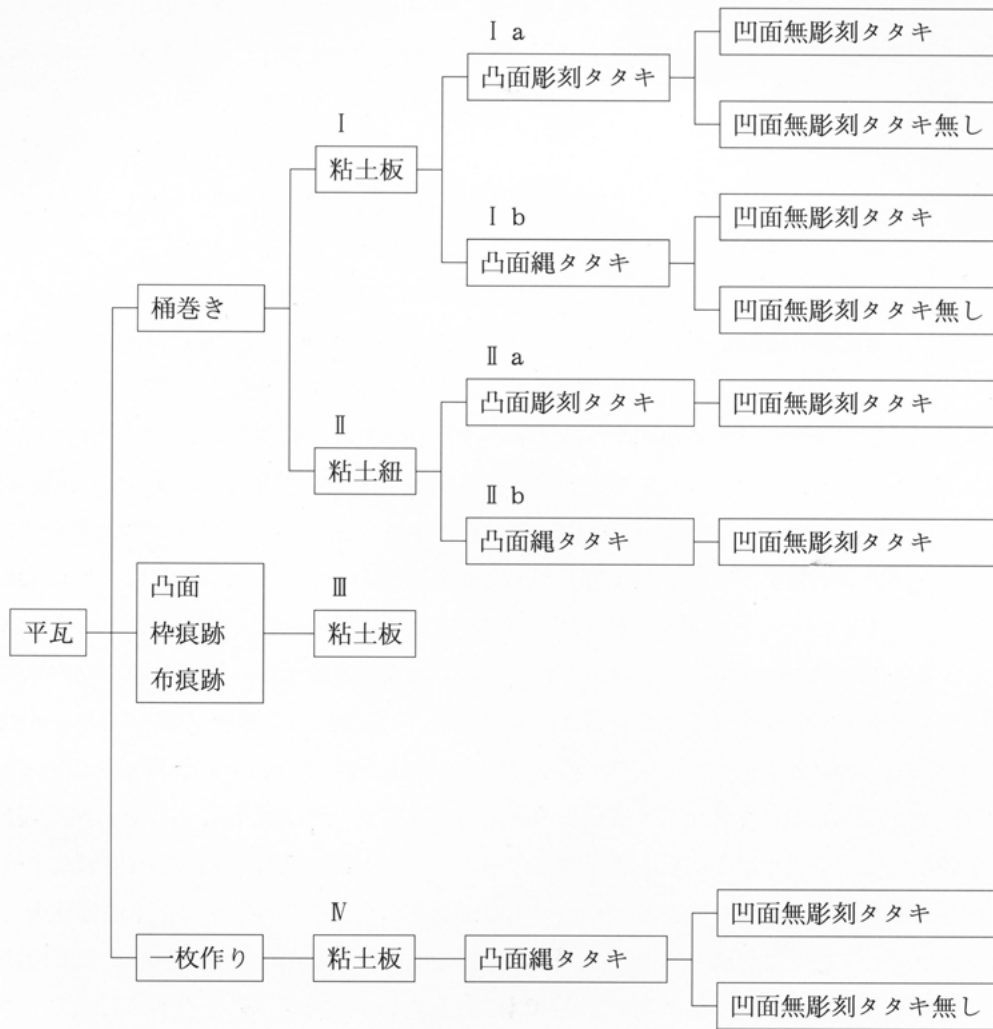 Ⅰ a
凹面無彫刻タタキ
凸面彫刻タタキ
凹面無彫刻タタキ無し
Ⅰ
粘土板
Ⅰ b
凹面無彫刻タタキ
凸面縄タタキ
凹面無彫刻タタキ無し
桶巻き
Ⅱ a
凸面彫刻タタキ
凹面無彫刻タタキ
Ⅱ
粘土紐
Ⅱ b
凸面縄タタキ
凹面無彫刻タタキ
平瓦
凸面
枠痕跡
布痕跡
Ⅲ
粘土板
Ⅳ
一枚作り
粘土板
凸面縄タタキ
凹面無彫刻タタキ
凹面無彫刻タタキ無し